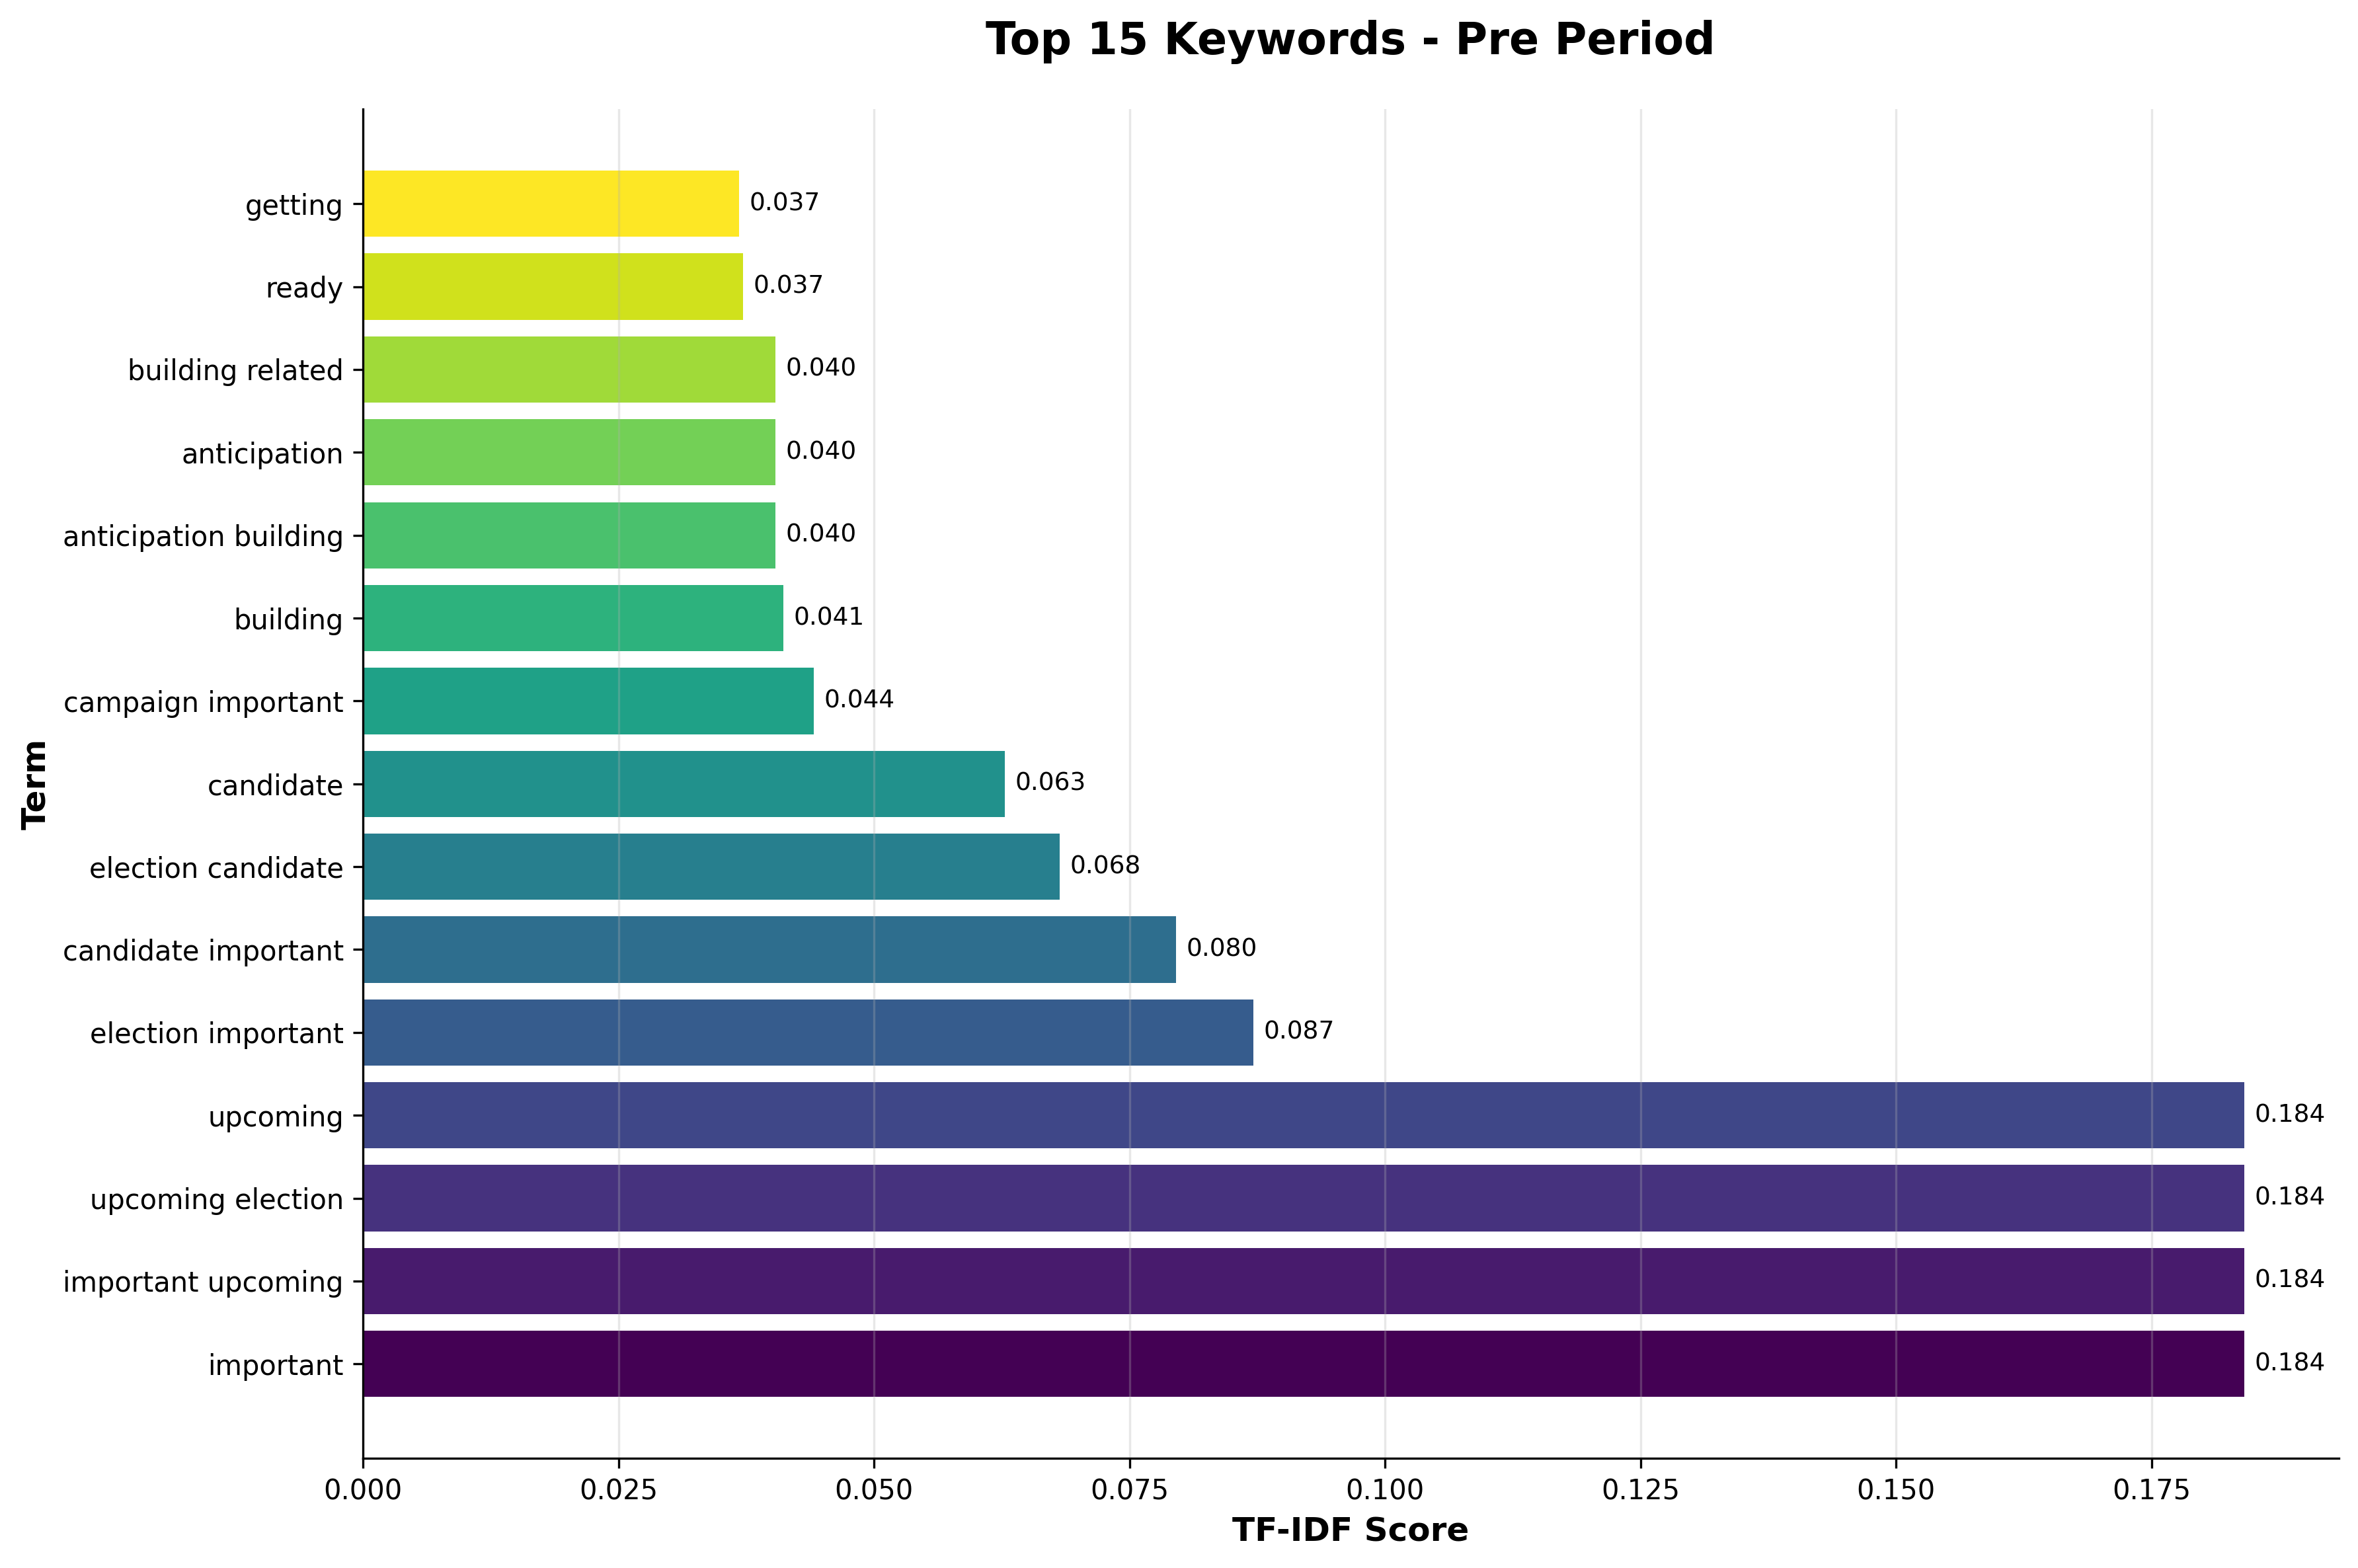 Top 15 Keywords - Pre Period
getting 0.037
ready 0.037
building related 0.040
anticipation 0.040
anticipation building 0.040
building 0.041
campaign important 0.044
candidate 0.063
election candidate 0.068
candidate important 0.080
election important 0.087
upcoming 0.184
upcoming election 0.184
important upcoming 0.184
important 0.184
Term
0.000 0.025 0.050 0.075 0.100 0.125 0.150 0.175
TF-IDF Score